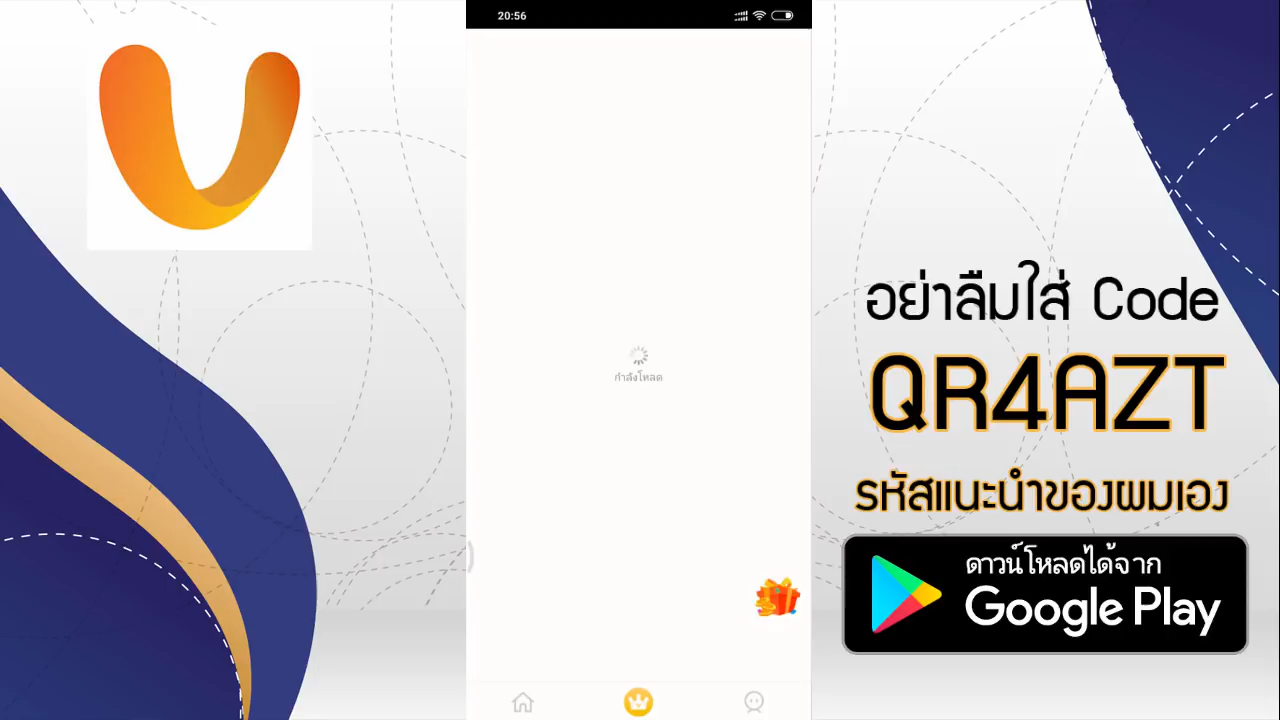 20:56
กำลังโหลด
อย่าลืมใส่ Code
QR4AZT
รหัสแนะนำของผมเอง
ดาวน์โหลดได้จาก
Google Play